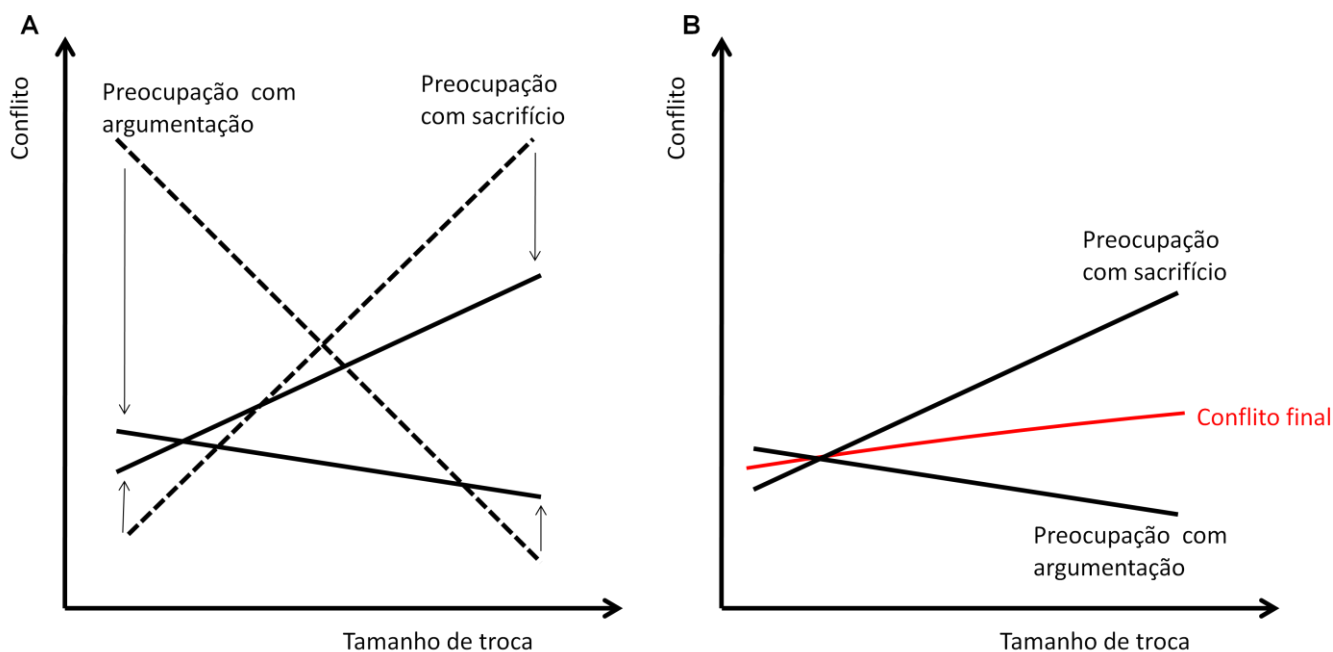 A
Conflito
Preocupação com
argumentação
Preocupação
com sacrifício
Tamanho de troca
B
Conflito
Preocupação
com sacrifício
Conflito final
Preocupação com
argumentação
Tamanho de troca